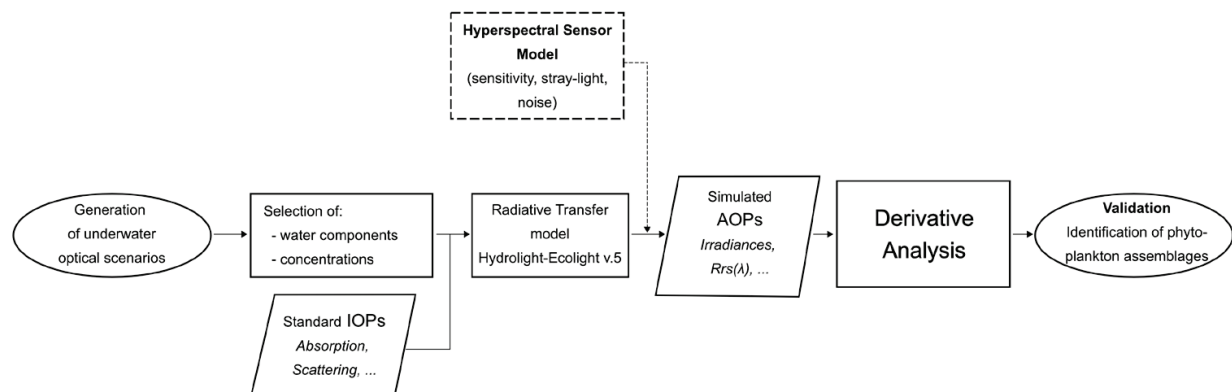 Hyperspectral Sensor
Model
(sensitivity, stray-light,
noise)
Generation
of underwater
optical scenarios
Selection of:
- water components
- concentrations
Standard IOPs
Absorption,
Scattering, ...
Radiative Transfer
model
Hydrolight-Ecolight v.5
Simulated
AOPs
Irradiances,
Rrs(λ), ...
Derivative
Analysis
Validation
Identification of phyto-
plankton assemblages